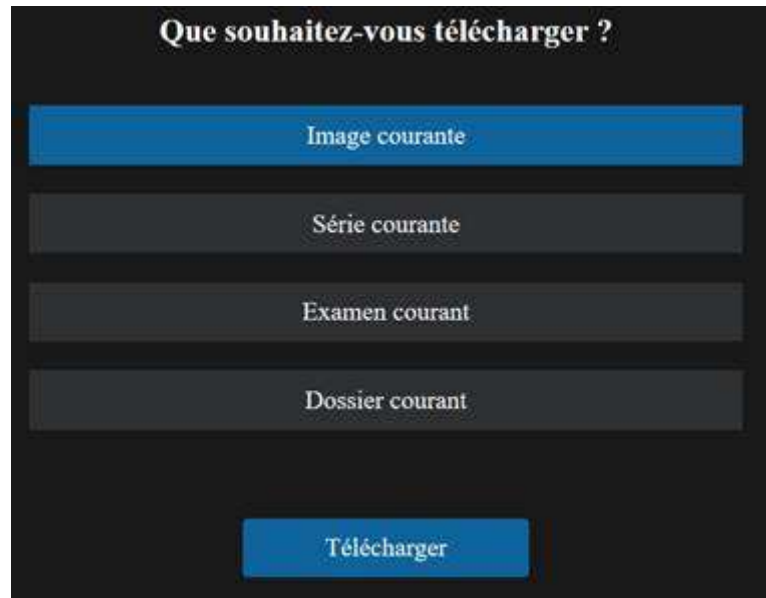 Que souhaitez-vous télécharger ?
Image courante
Série courante
Examen courant
Dossier courant
Télécharger